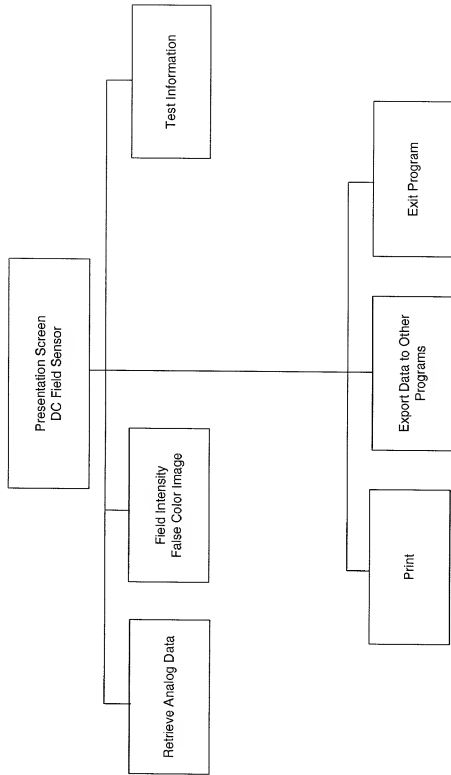 Presentation Screen
DC Field Sensor
Retrieve Analog Data
Field Intensity
False Color Image
Test Information
Print
Export Data to Other
Programs
Exit Program